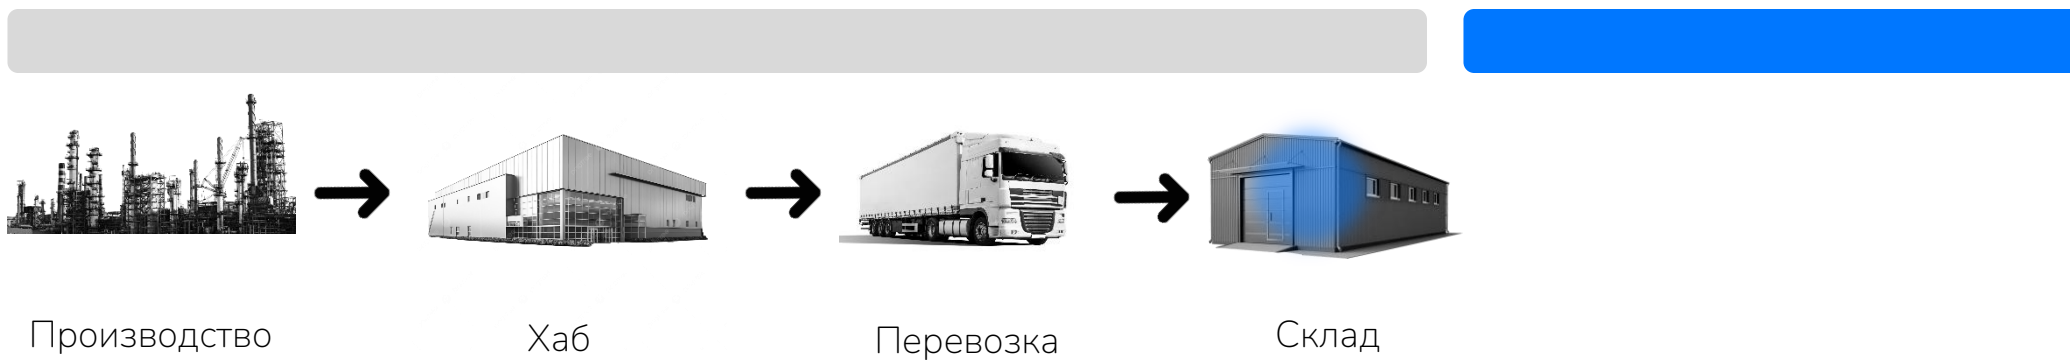 Производство
Хаб
Перевозка
Склад